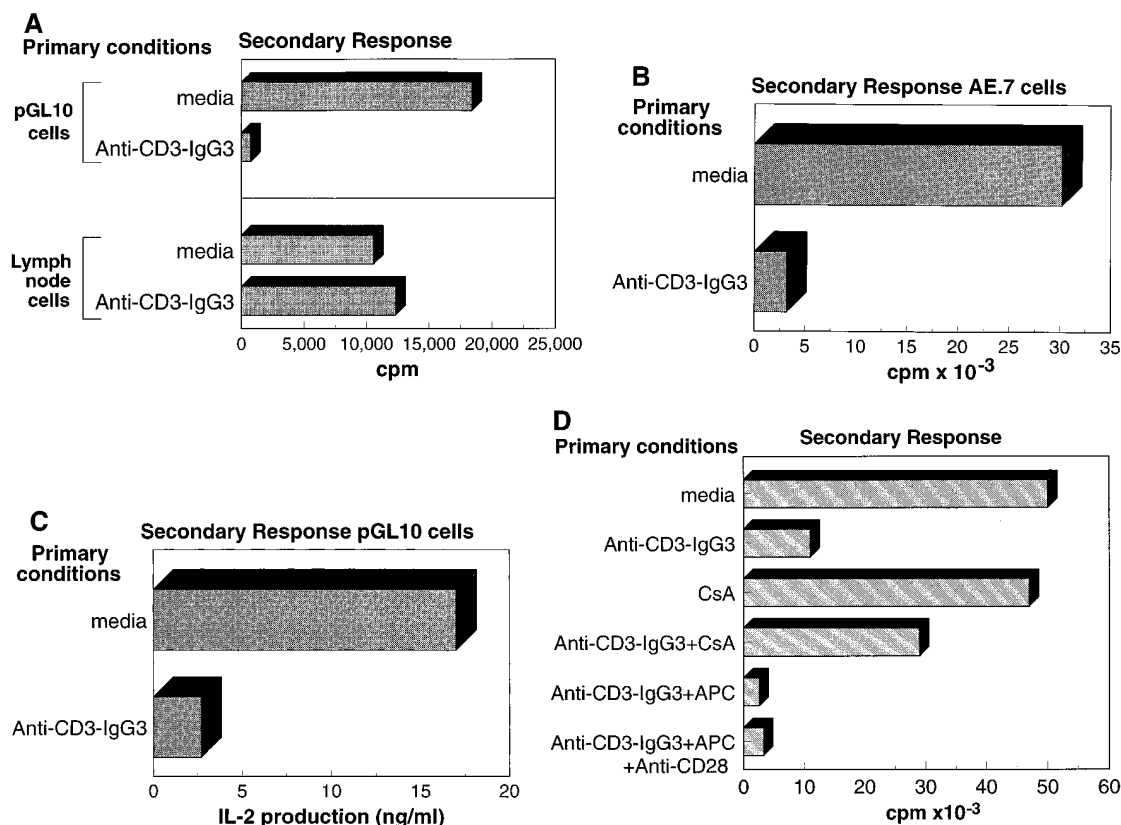 A
Primary conditions
Secondary Response
pGL10
cells
media
Anti-CD3-IgG3
Lymph
node
cells
media
Anti-CD3-IgG3
0 5,000 10,000 15,000 20,000 25,000
cpm
B
Secondary Response AE.7 cells
Primary
conditions
media
Anti-CD3-IgG3
0 5 10 15 20 25 30 35
cpm x 10-3
C
Secondary Response pGL10 cells
Primary
conditions
media
Anti-CD3-IgG3
0 5 10 15 20
IL-2 production (ng/ml)
D
Primary conditions
Secondary Response
media
Anti-CD3-IgG3
CsA
Anti-CD3-IgG3+CsA
Anti-CD3-IgG3+APC
Anti-CD3-IgG3+APC
+Anti-CD28
0 10 20 30 40 50 60
cpm x10-3